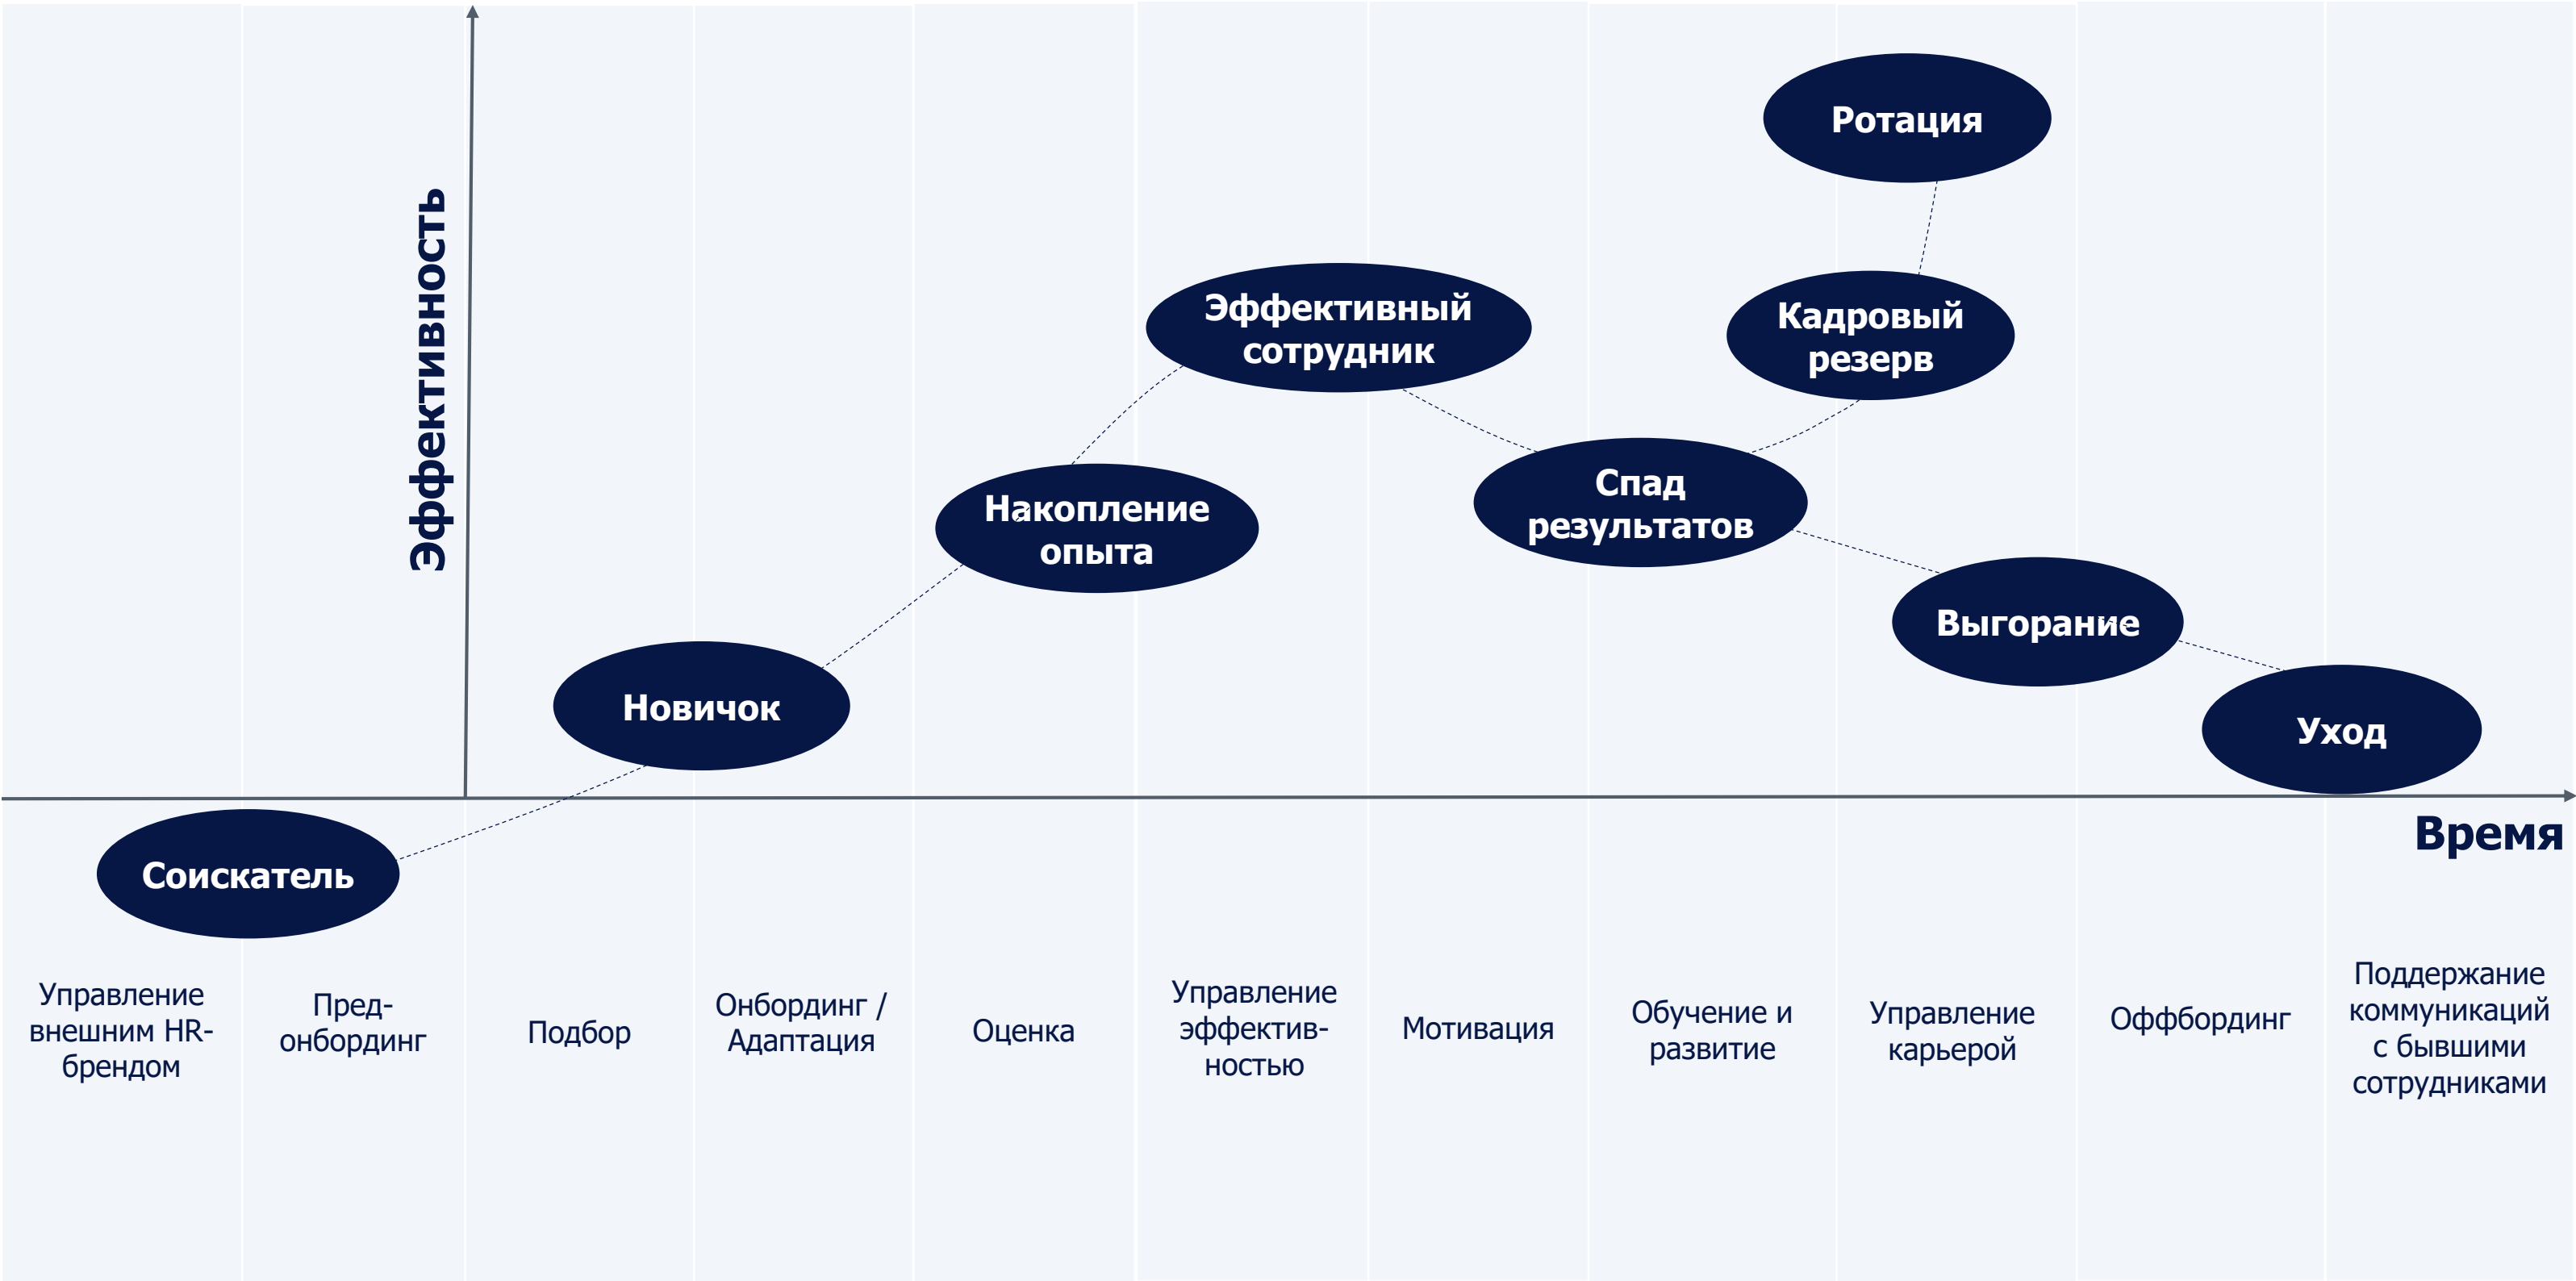 Эффективность
Ротация
Эффективный
сотрудник
Кадровый
резерв
Накопление
опыта
Спад
результатов
Выгорание
Новичок
Уход
Время
Соискатель
Управление
внешним HR-
брендом
Пред-
онбординг
Подбор
Онбординг /
Адаптация
Оценка
Управление
эффектив-
ностью
Мотивация
Обучение и
развитие
Управление
карьерой
Оффбординг
Поддержание
коммуникаций
с бывшими
сотрудниками